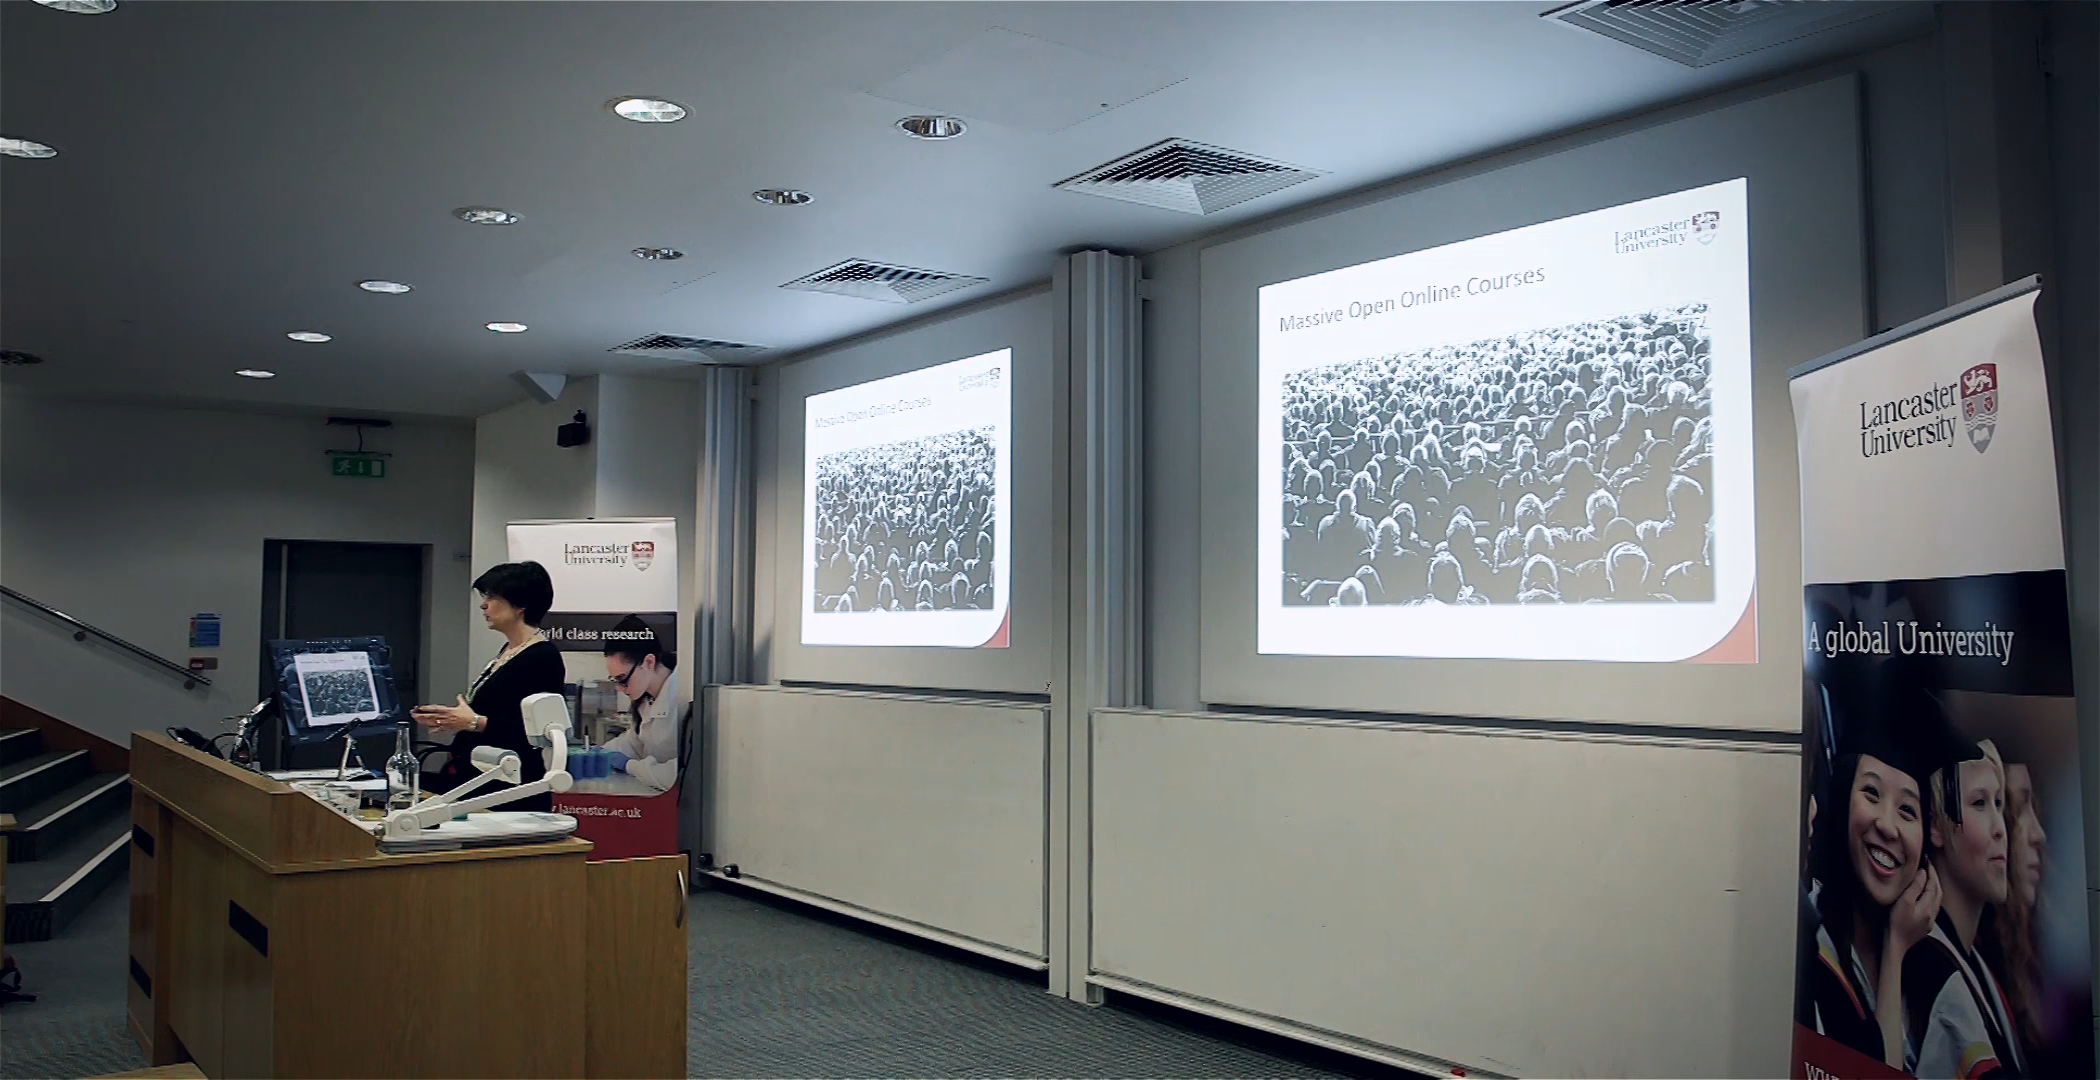 Lancaster
University
Massive Open Online Courses
Lancaster
University
Massive Open Online Courses
Lancaster
University
A global University
Lancaster
University
world class research
lancaster.ac.uk